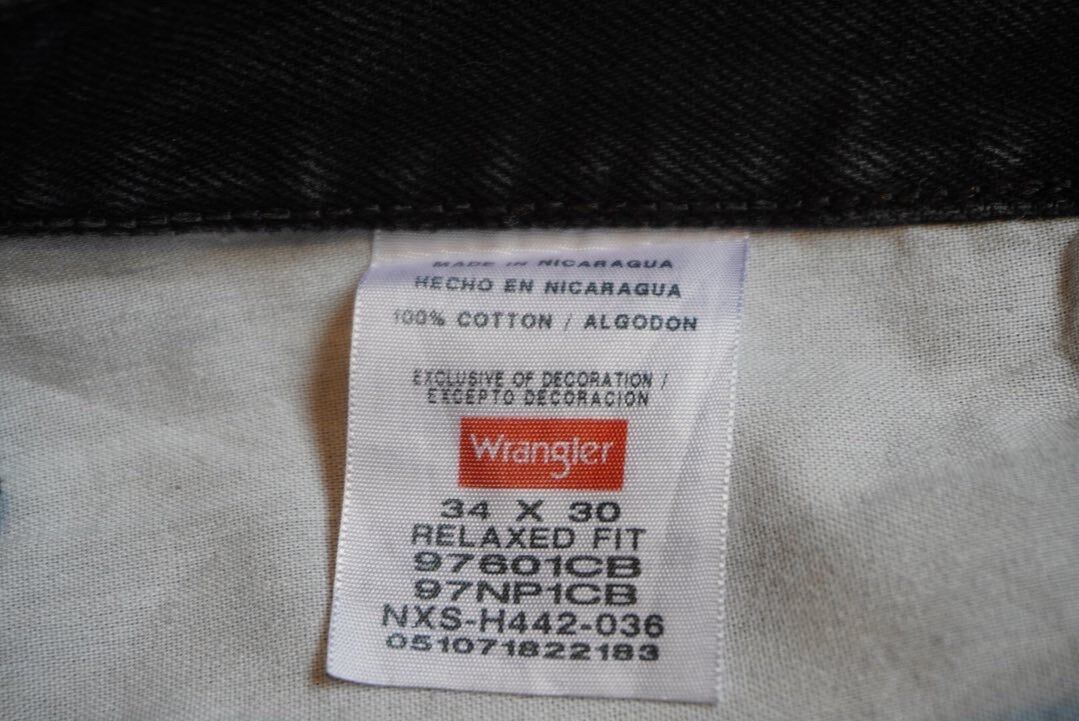 MADE IN NICARAGUA
HECHO EN NICARAGUA
100% COTTON / ALGODON
EXCLUSIVE OF DECORATION /
EXCEPTO DECORACION
Wrangler
34 X 30
RELAXED FIT
97601CB
97NP1CB
NXS-H442-036
051071822183